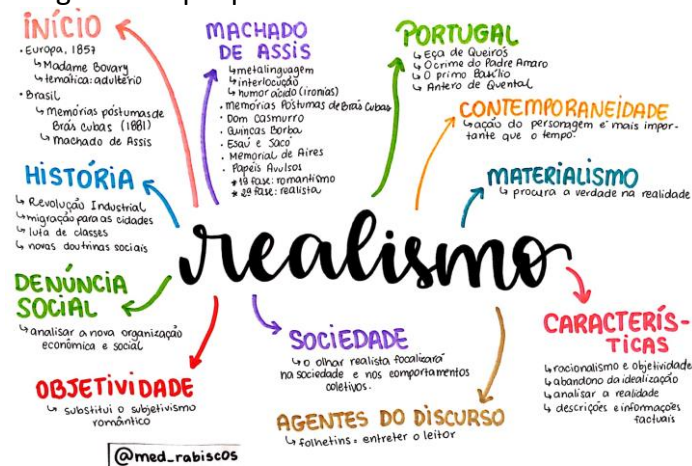 INÍCIO
• Europa, 1857
↳ Madame Bovary
↳ temática: adultério
• Brasil
↳ Memórias póstumas de
Brás Cubas (1881)
↳ Machado de Assis
MACHADO
DE ASSIS
↳ metalinguagem
↳ interlocução
↳ humor ácido (ironias)
• Memórias Póstumas de Brás Cubas
• Dom Casmurro
• Quincas Borba
• Esaú e Jacó
• Memorial de Aires
• Papéis Avulsos
* 1ª fase: romantismo
* 2ª fase: realista
PORTUGAL
↳ Eça de Queirós
↳ O crime do Padre Amaro
↳ O primo Basílio
↳ Antero de Quental
CONTEMPORANEIDADE
↳ ação do personagem é mais impor-
tante que o tempo.
HISTÓRIA
↳ Revolução Industrial
↳ migração para as cidades
↳ luta de classes
↳ novas doutrinas sociais
MATERIALISMO
↳ procura a verdade na realidade
realismo
DENÚNCIA
SOCIAL
↳ analisar a nova organização
econômica e social
SOCIEDADE
↳ o olhar realista focalizará
na sociedade e nos comportamentos
coletivos.
CARACTERÍS-
TICAS
↳ racionalismo e objetividade
↳ abandono da idealização
↳ analisar a realidade
↳ descrições e informações
factuais
OBJETIVIDADE
↳ substitui o subjetivismo
romântico
AGENTES DO DISCURSO
↳ folhetins: entreter o leitor
@med_rabiscos